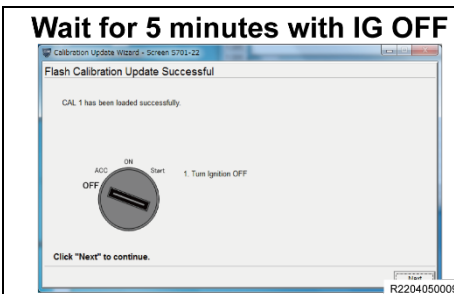 Wait for 5 minutes with IG OFF
Calibration Update Wizard - Screen S701-22
Flash Calibration Update Successful
CAL 1 has been loaded successfully.
ON
ACC
Start
OFF
1. Turn Ignition OFF
Click "Next" to continue.
Next
R220405009